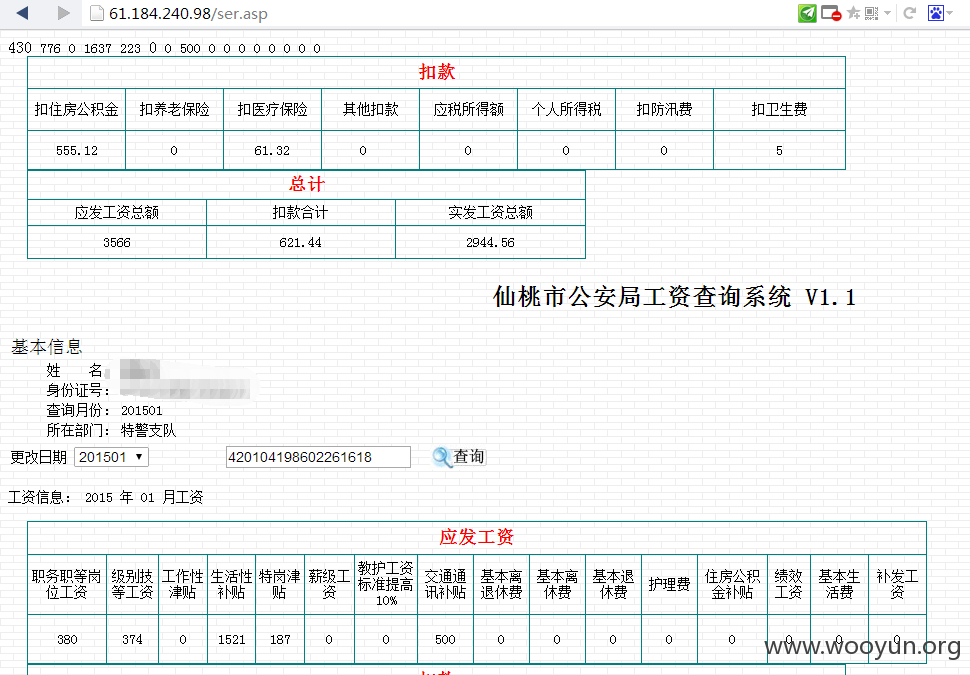 61.184.240.98/ser.asp
430 776 0 1637 223 0 0 500 0 0 0 0 0 0 0 0
扣款
扣住房公积金 扣养老保险 扣医疗保险 其他扣款 应税所得额 个人所得税 扣防汛费 扣卫生费
555.12 0 61.32 0 0 0 0 5
总计
应发工资总额 扣款合计 实发工资总额
3566 621.44 2944.56
仙桃市公安局工资查询系统 V1.1
基本信息
姓 名:
身份证号:
查询月份: 201501
所在部门: 特警支队
更改日期 201501 420104198602261618 查询
工资信息: 2015 年 01 月工资
应发工资
职务职等岗位工资 级别技等工资 工作性津贴 生活性补贴 特岗津贴 薪级工资 教护工资标准提高10% 交通通讯补贴 基本离退休费 基本离休费 基本退休费 护理费 住房公积金补贴 绩效工资 基本生活费 补发工资
380 374 0 1521 187 0 0 500 0 0 0 0 0 0 0 0
www.wooyun.org
扣款